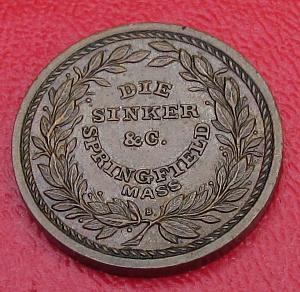 DIE
SINKER
&C.
SPRINGFIELD
MASS
B